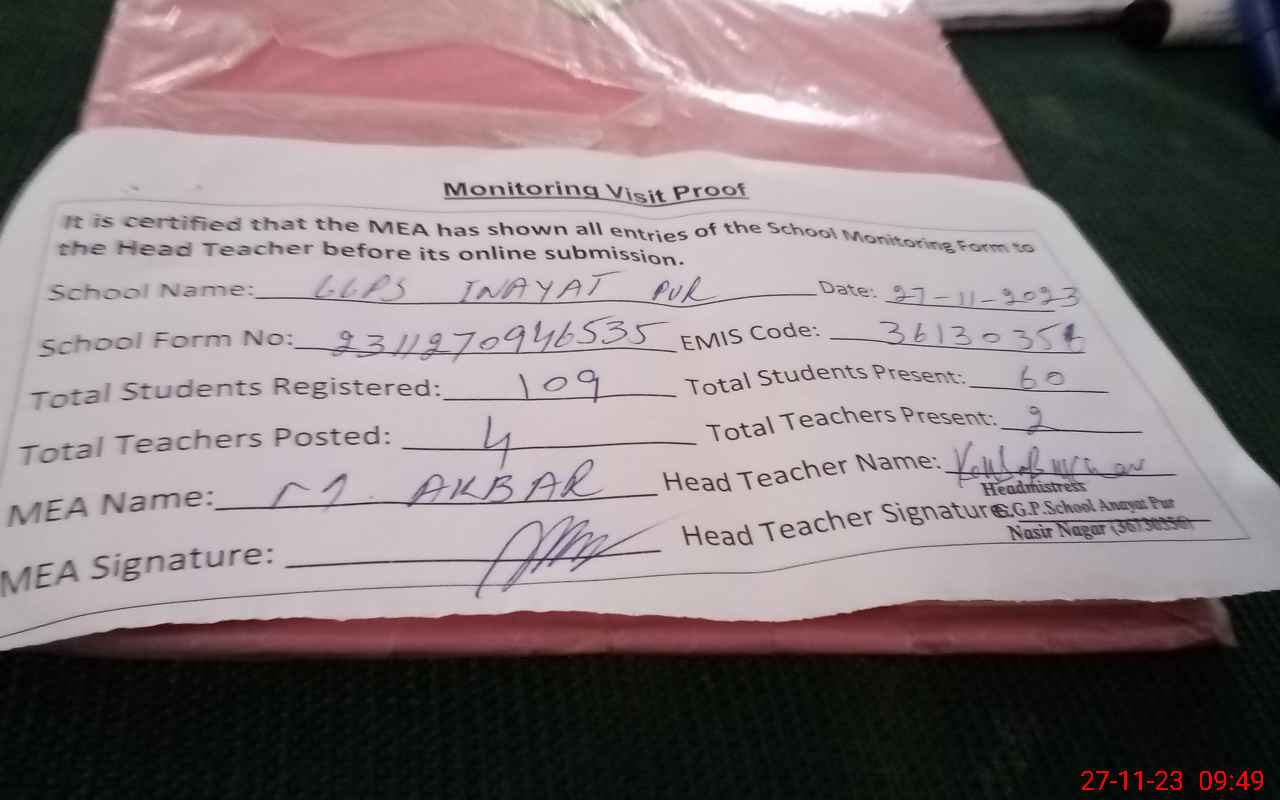 Monitoring Visit Proof
It is certified that the MEA has shown all entries of the School Monitoring Form to
the Head Teacher before its online submission.
School Name: GGPS INAYAT PUR Date: 27-11-2023
School Form No: 2311270946535 EMIS Code:
Total Students Registered: 109 Total Students Present: 60
Total Teachers Posted: 4 Total Teachers Present: 2
MEA Name: M. AKBAR Head Teacher Name:
Headmistress
MEA Signature: Head Teacher Signature
G.G.P.School Anayat Pur
Nasir Nagar
27-11-23 09:49